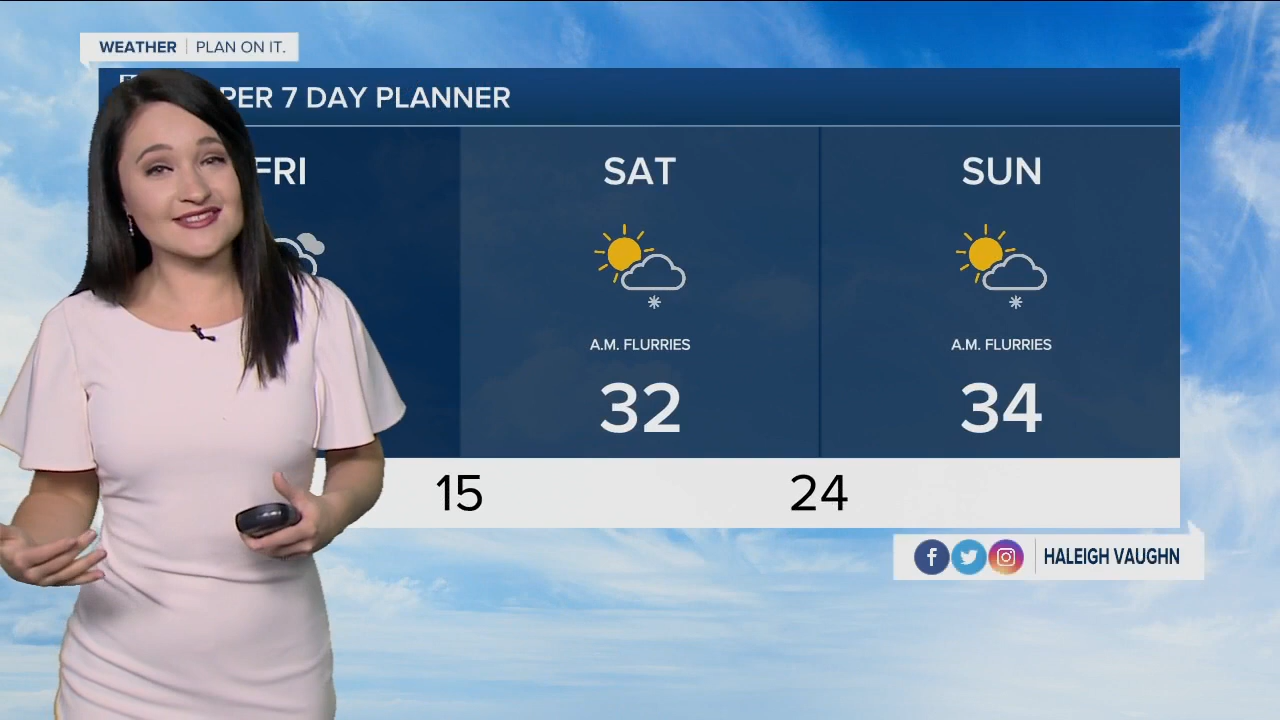 WEATHER | PLAN ON IT.
PER 7 DAY PLANNER
FRI
SAT
SUN
A.M. FLURRIES
A.M. FLURRIES
32
34
15
24
HALEIGH VAUGHN